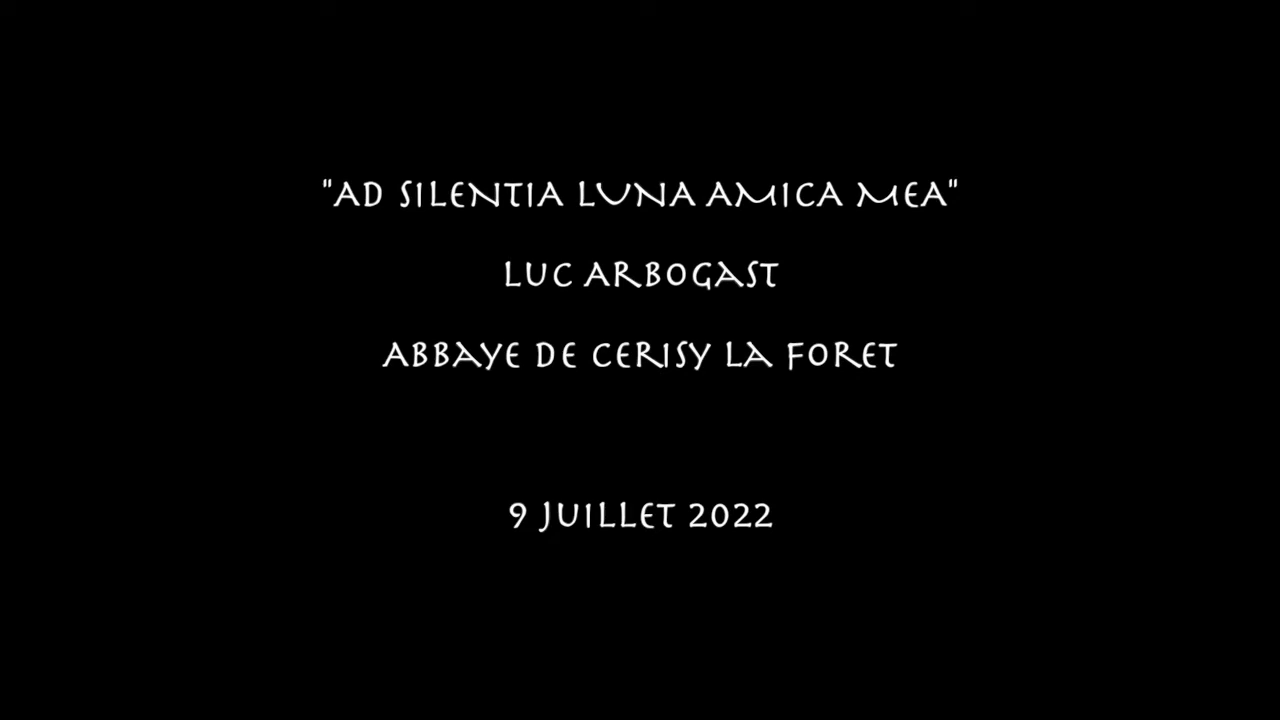 "AD SILENTIA LUNA AMICA MEA"
LUC ARBOGAST
ABBAYE DE CERISY LA FORET
9 JUILLET 2022